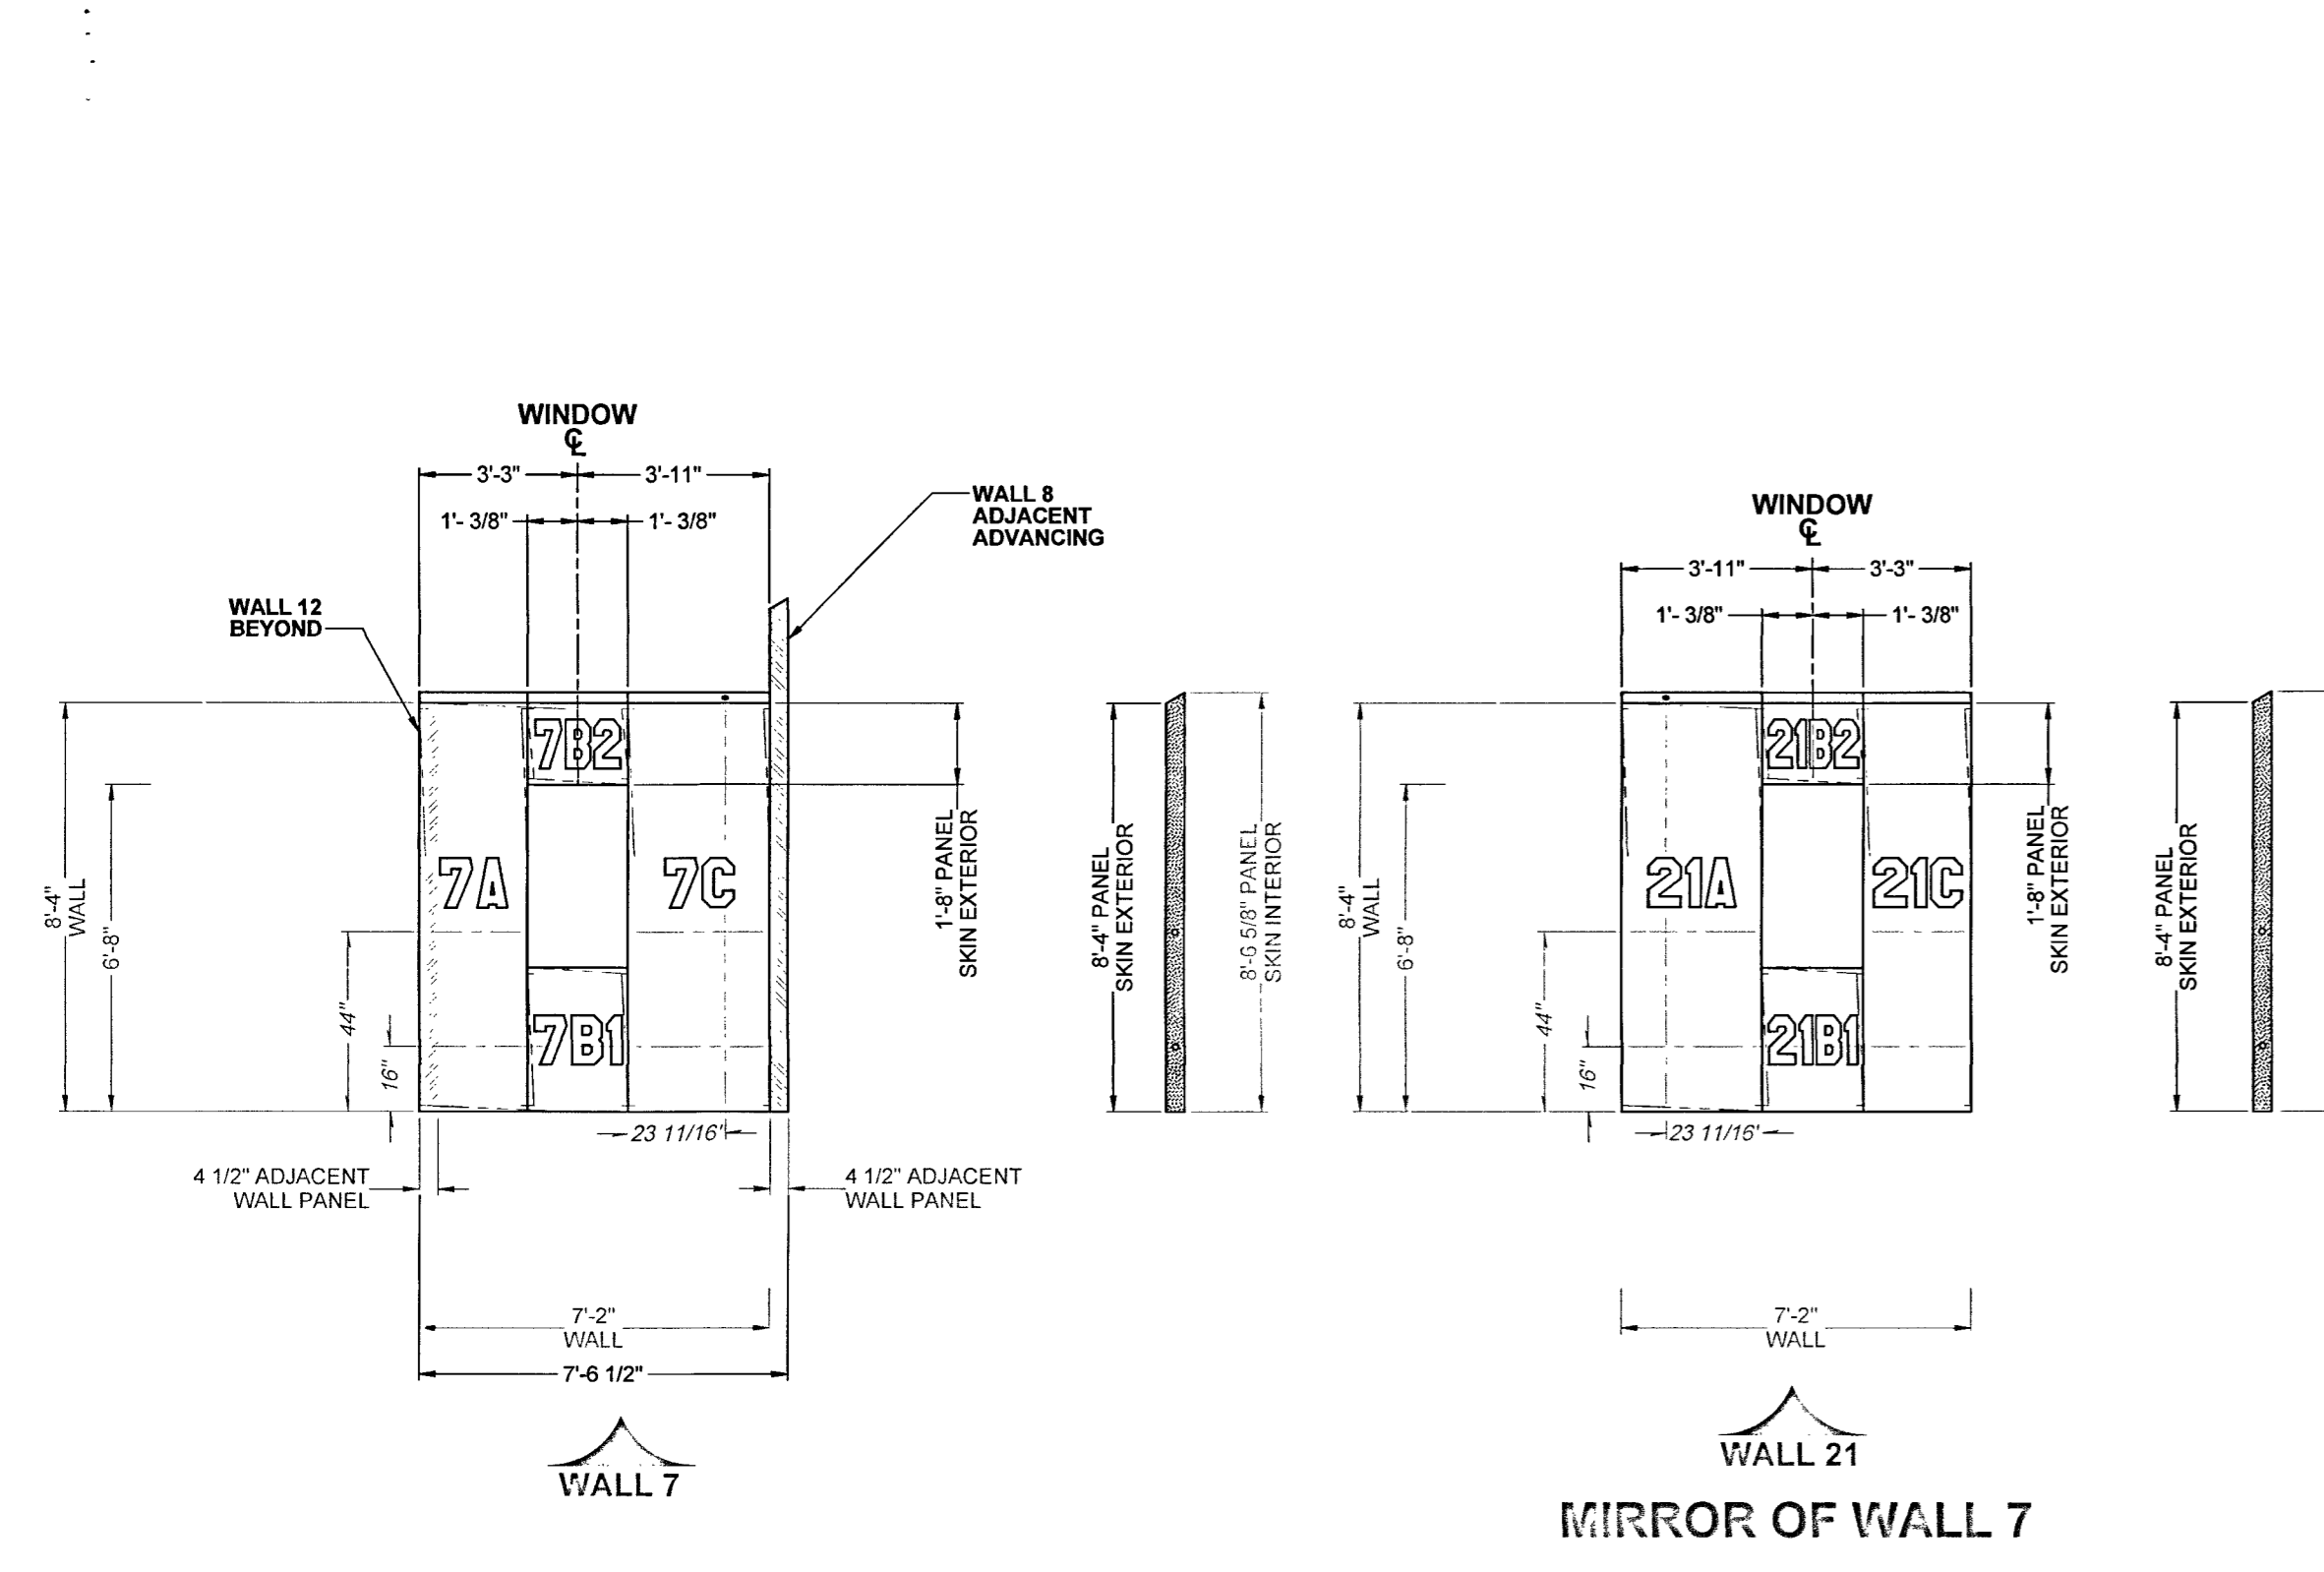 WINDOW
℄
3'-3"
3'-11"
1'- 3/8"
1'- 3/8"
WALL 8
ADJACENT
ADVANCING
WALL 12
BEYOND
7B2
7A
7C
7B1
8'-4"
WALL
6'-8"
44"
16"
23 11/16'
1'-8" PANEL
SKIN EXTERIOR
4 1/2" ADJACENT
WALL PANEL
4 1/2" ADJACENT
WALL PANEL
7'-2"
WALL
7'-6 1/2"
WALL 7
8'-4" PANEL
SKIN EXTERIOR
8'-6 5/8" PANEL
SKIN INTERIOR
WINDOW
℄
3'-11"
3'-3"
1'- 3/8"
1'- 3/8"
21B2
21A
21C
21B1
8'-4"
WALL
6'-8"
44"
16"
23 11/16'
1'-8" PANEL
SKIN EXTERIOR
8'-4" PANEL
SKIN EXTERIOR
7'-2"
WALL
WALL 21
MIRROR OF WALL 7